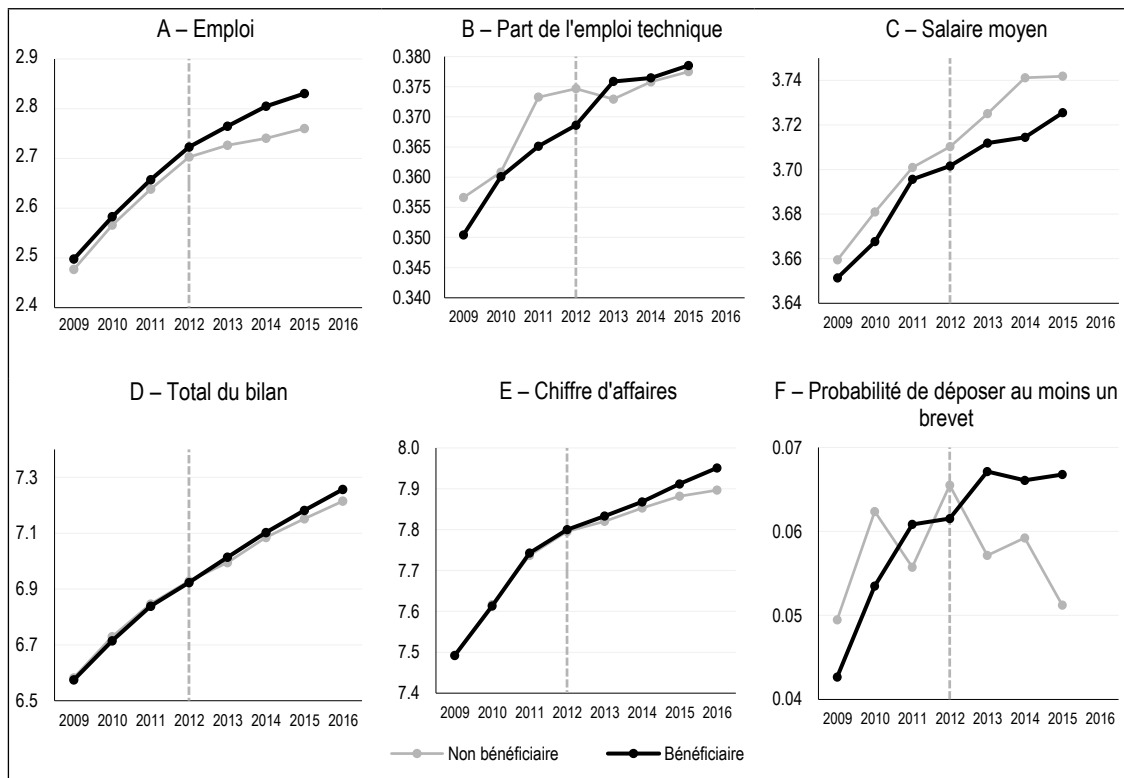 A – Emploi
2.9
2.8
2.7
2.6
2.5
2.4
2009 2010 2011 2012 2013 2014 2015 2016
B – Part de l'emploi technique
0.380
0.375
0.370
0.365
0.360
0.355
0.350
0.345
0.340
2009 2010 2011 2012 2013 2014 2015 2016
C – Salaire moyen
3.74
3.72
3.70
3.68
3.66
3.64
2009 2010 2011 2012 2013 2014 2015 2016
D – Total du bilan
7.3
7.1
6.9
6.7
6.5
2009 2010 2011 2012 2013 2014 2015 2016
E – Chiffre d'affaires
8.0
7.9
7.8
7.7
7.6
7.5
7.4
2009 2010 2011 2012 2013 2014 2015 2016
F – Probabilité de déposer au moins un
brevet
0.07
0.06
0.05
0.04
2009 2010 2011 2012 2013 2014 2015 2016
Non bénéficiaire Bénéficiaire